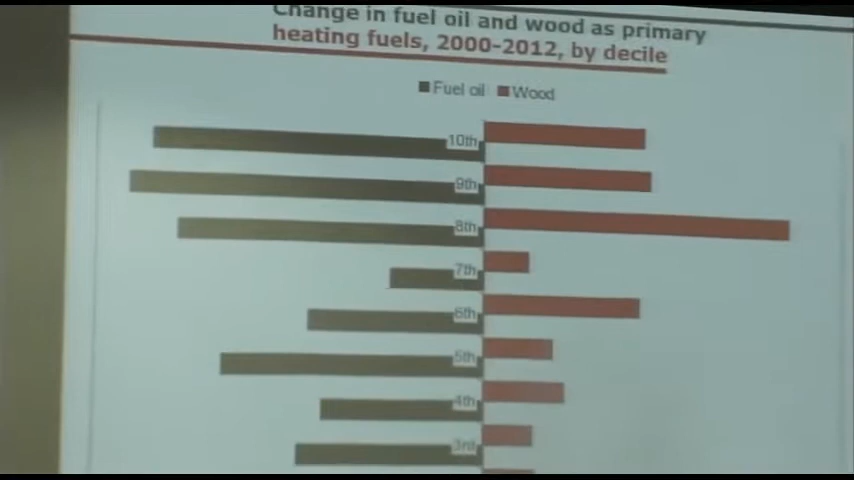 Change in fuel oil and wood as primary
heating fuels, 2000-2012, by decile
Fuel oil Wood
10th
9th
8th
7th
6th
5th
4th
3rd